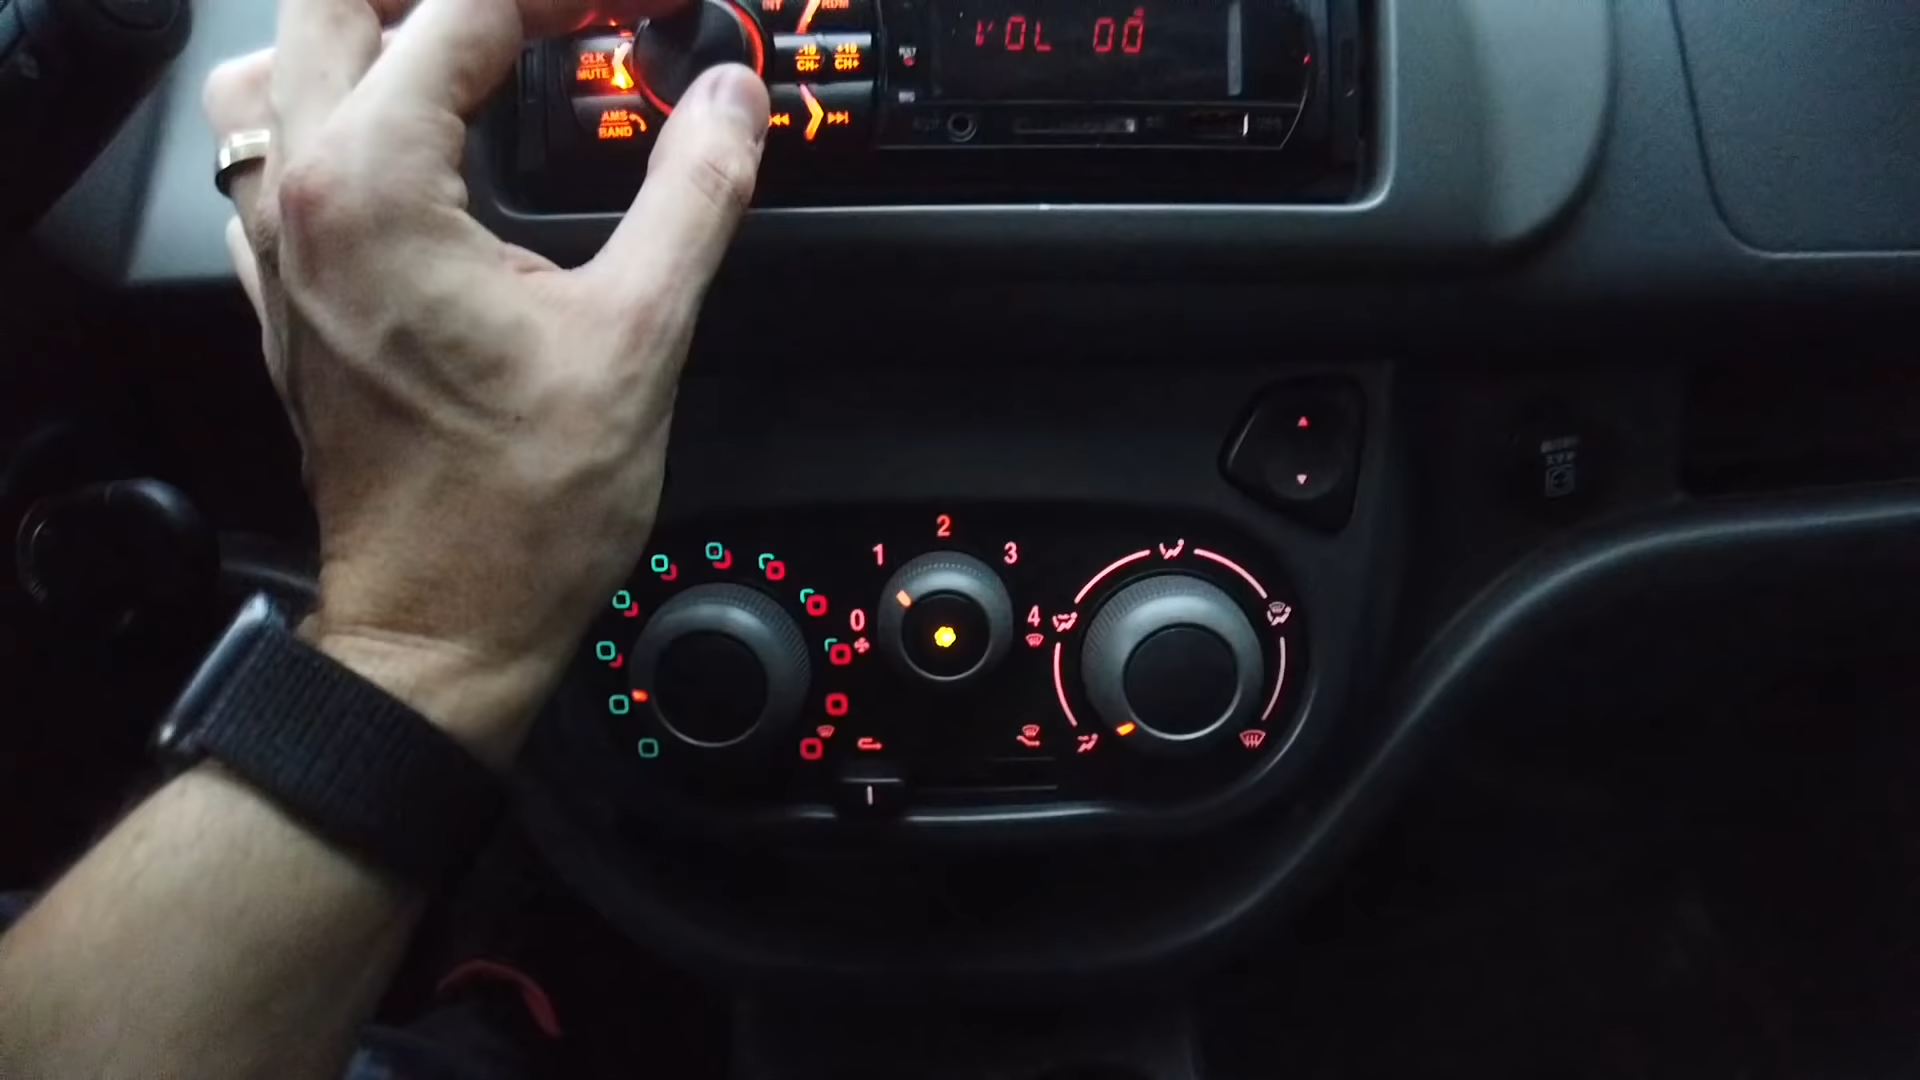 INT
RDM
VOL 00
CLK
MUTE
-10
CH-
+10
CH+
AMS
BAND
2
1
3
0
4